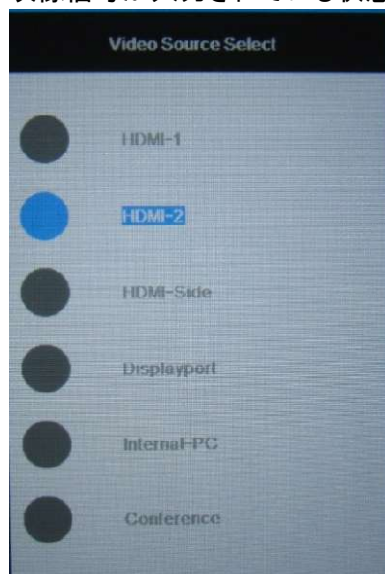 Video Source Select
HDMI-1
HDMI-2
HDMI-Side
Displayport
Internal-PC
Conference